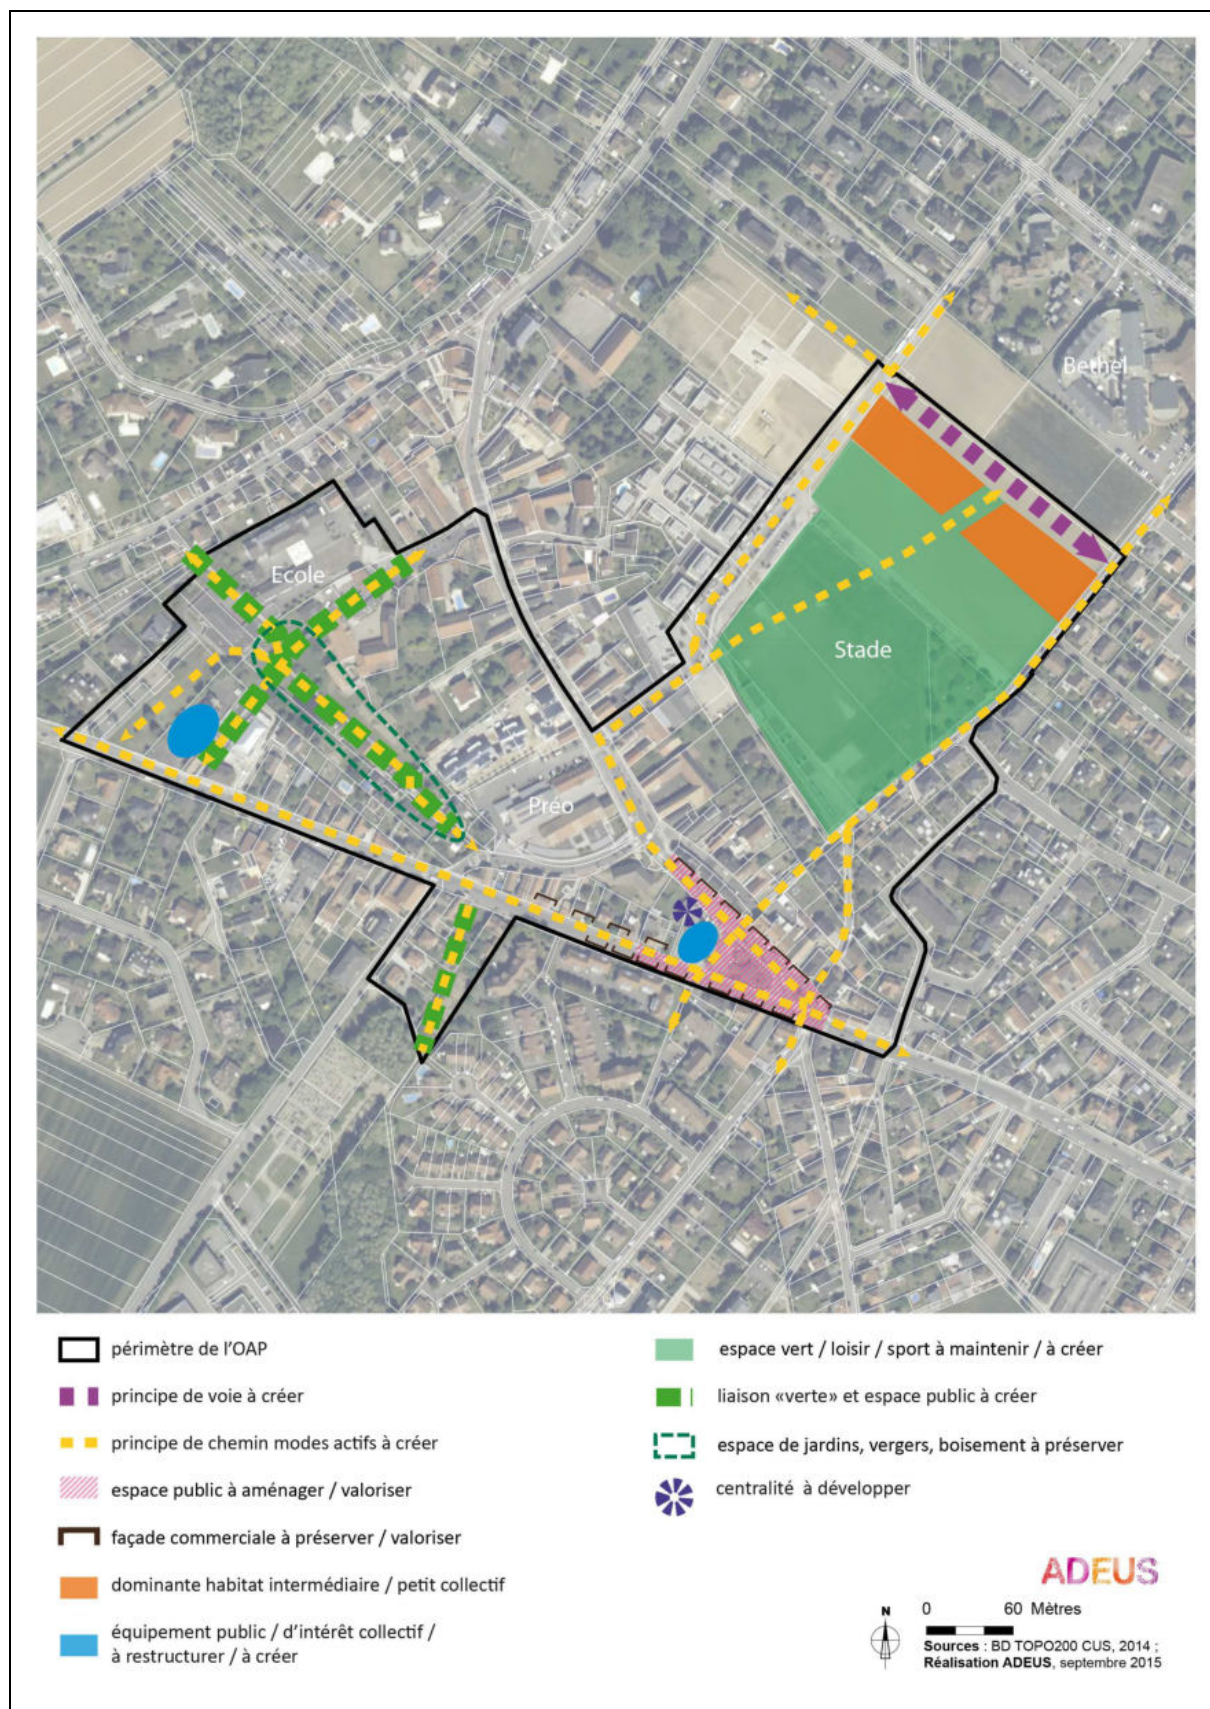 Bethel
Ecole
Stade
Préo
périmètre de l'OAP
principe de voie à créer
principe de chemin modes actifs à créer
espace public à aménager / valoriser
façade commerciale à préserver / valoriser
dominante habitat intermédiaire / petit collectif
équipement public / d'intérêt collectif /
à restructurer / à créer
espace vert / loisir / sport à maintenir / à créer
liaison «verte» et espace public à créer
espace de jardins, vergers, boisement à préserver
centralité à développer
ADEUS
N
0 60 Mètres
Sources : BD TOPO200 CUS, 2014 ;
Réalisation ADEUS, septembre 2015